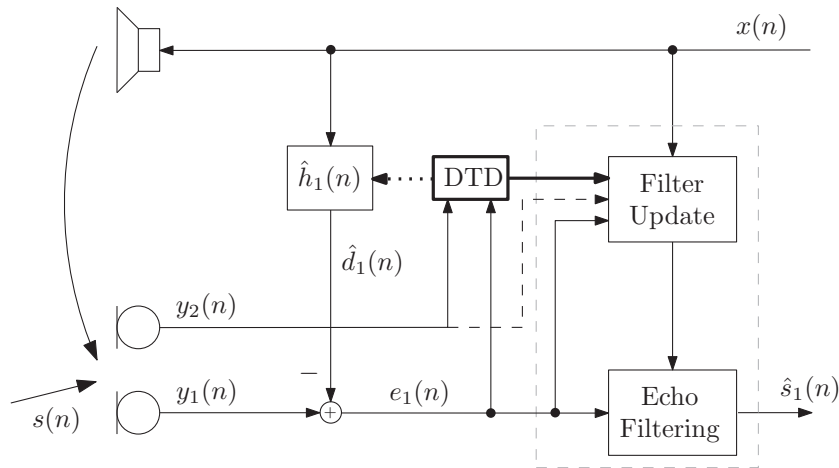 x(n)
ĥ₁(n)
DTD
Filter
Update
d̂₁(n)
y₂(n)
−
y₁(n)
+
e₁(n)
s(n)
Echo
Filtering
ŝ₁(n)